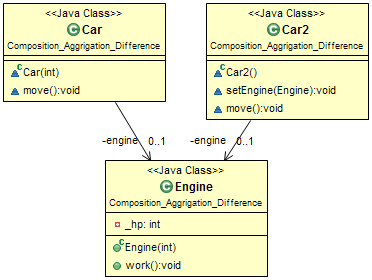 <<Java Class>>
Car
Composition_Aggrigation_Difference
Car(int)
move():void
<<Java Class>>
Car2
Composition_Aggrigation_Difference
Car2()
setEngine(Engine):void
move():void
-engine 0..1
-engine 0..1
<<Java Class>>
Engine
Composition_Aggrigation_Difference
_hp: int
Engine(int)
work():void